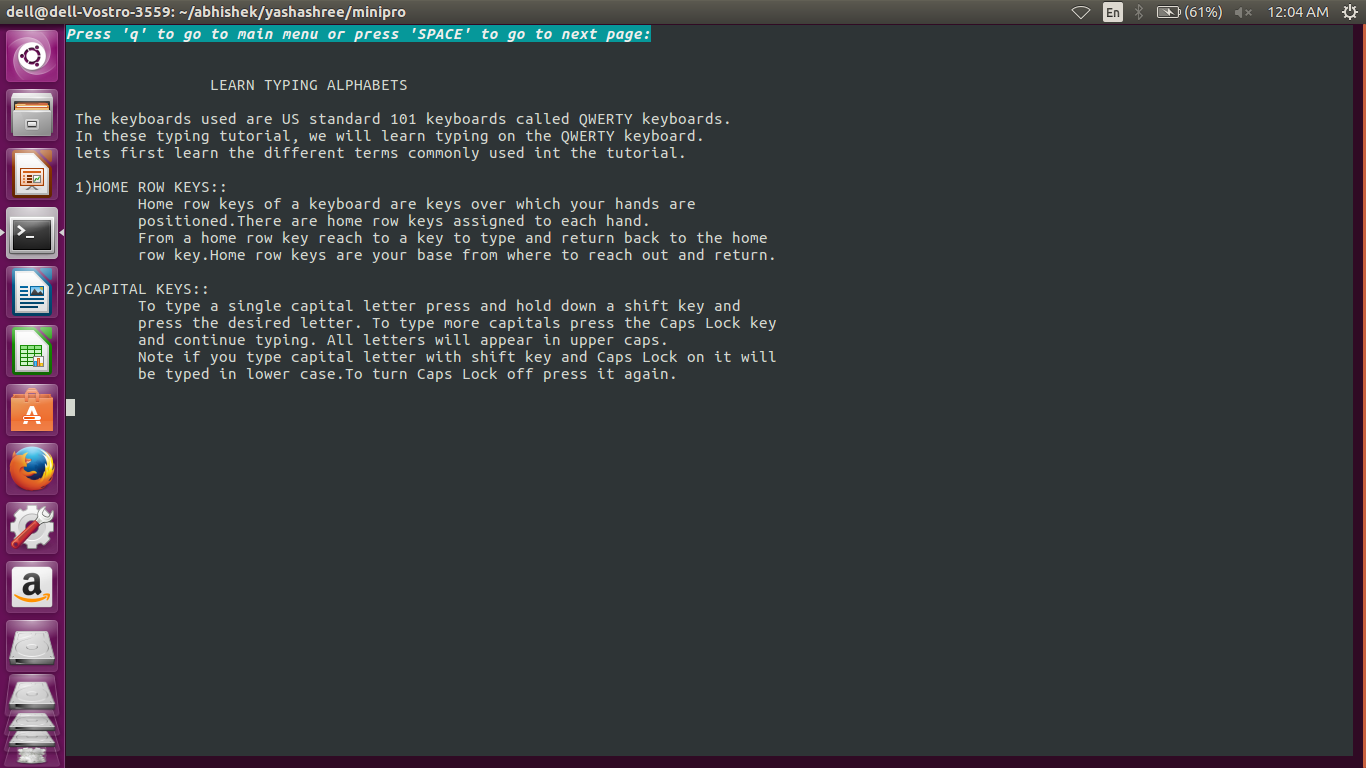 dell@dell-Vostro-3559: ~/abhishek/yashashree/minipro
En
(61%)
12:04 AM
Press 'q' to go to main menu or press 'SPACE' to go to next page:
LEARN TYPING ALPHABETS
The keyboards used are US standard 101 keyboards called QWERTY keyboards.
In these typing tutorial, we will learn typing on the QWERTY keyboard.
lets first learn the different terms commonly used int the tutorial.
1)HOME ROW KEYS::
Home row keys of a keyboard are keys over which your hands are
positioned.There are home row keys assigned to each hand.
From a home row key reach to a key to type and return back to the home
row key.Home row keys are your base from where to reach out and return.
2)CAPITAL KEYS::
To type a single capital letter press and hold down a shift key and
press the desired letter. To type more capitals press the Caps Lock key
and continue typing. All letters will appear in upper caps.
Note if you type capital letter with shift key and Caps Lock on it will
be typed in lower case.To turn Caps Lock off press it again.